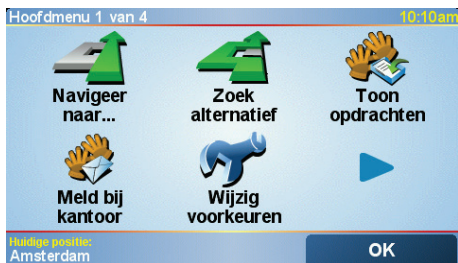 Hoofdmenu 1 van 4
10:10am
Navigeer
naar...
Zoek
alternatief
Toon
opdrachten
Meld bij
kantoor
Wijzig
voorkeuren
Huidige positie:
Amsterdam
OK